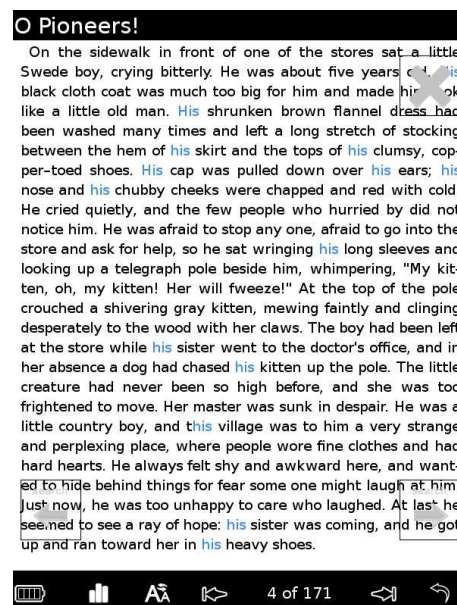 O Pioneers!
On the sidewalk in front of one of the stores sat a little
Swede boy, crying bitterly. He was about five years old. His
black cloth coat was much too big for him and made him look
like a little old man. His shrunken brown flannel dress had
been washed many times and left a long stretch of stocking
between the hem of his skirt and the tops of his clumsy, cop-
per-toed shoes. His cap was pulled down over his ears; his
nose and his chubby cheeks were chapped and red with cold
He cried quietly, and the few people who hurried by did not
notice him. He was afraid to stop any one, afraid to go into the
store and ask for help, so he sat wringing his long sleeves and
looking up a telegraph pole beside him, whimpering, "My kit-
ten, oh, my kitten! Her will fweeze!" At the top of the pole
crouched a shivering gray kitten, mewing faintly and clinging
desperately to the wood with her claws. The boy had been left
at the store while his sister went to the doctor's office, and in
her absence a dog had chased his kitten up the pole. The little
creature had never been so high before, and she was too
frightened to move. Her master was sunk in despair. He was a
little country boy, and this village was to him a very strange
and perplexing place, where people wore fine clothes and had
hard hearts. He always felt shy and awkward here, and want-
ed to hide behind things for fear some one might laugh at him
Just now, he was too unhappy to care who laughed. At last he
seemed to see a ray of hope: his sister was coming, and he got
up and ran toward her in his heavy shoes.
4 of 171